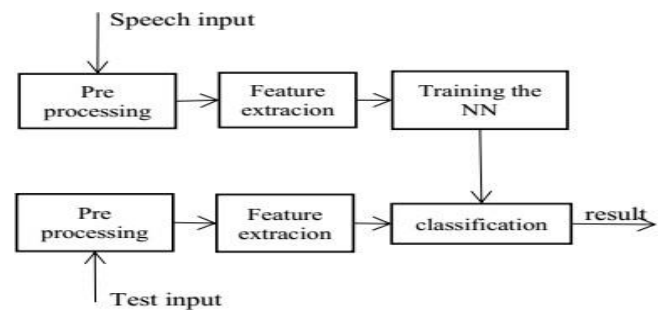 Speech input
Pre
processing
Feature
extracion
Training the
NN
Pre
processing
Feature
extracion
classification
result
Test input